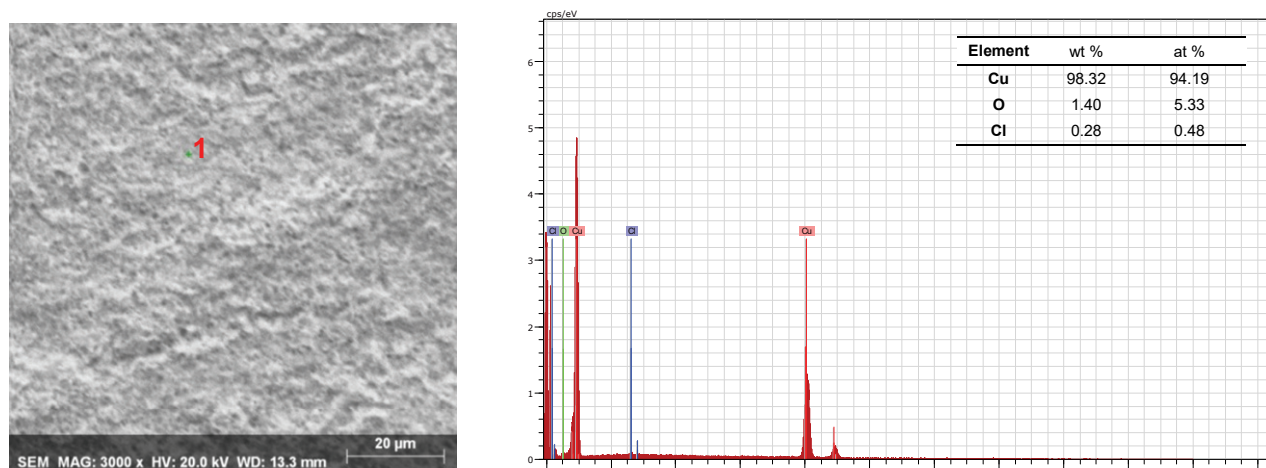 1
20 µm
SEM MAG: 3000 x HV: 20.0 kV WD: 13.3 mm
cps/eV
6
5
4
3
2
1
0
Cl O Cu Cl Cu
Element wt % at %
Cu 98.32 94.19
O 1.40 5.33
Cl 0.28 0.48